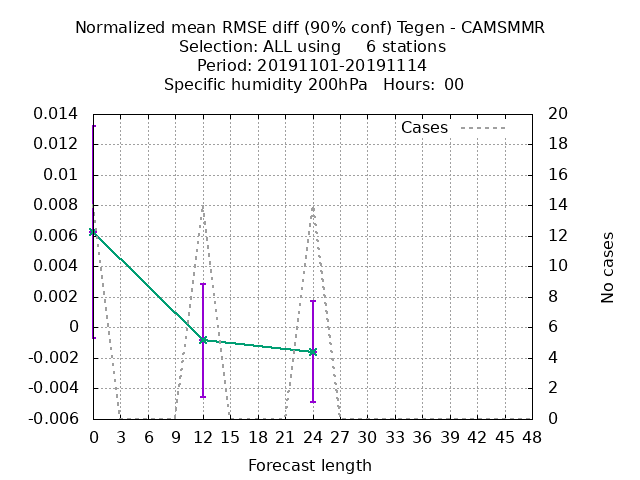 Normalized mean RMSE diff (90% conf) Tegen - CAMSMMR
Selection: ALL using     6 stations
Period: 20191101-20191114
Specific humidity 200hPa   Hours:  00
Cases
0.014
0.012
0.01
0.008
0.006
0.004
0.002
0
-0.002
-0.004
-0.006
20
18
16
14
12
10
8
6
4
2
0
No cases
0 3 6 9 12 15 18 21 24 27 30 33 36 39 42 45 48
Forecast length